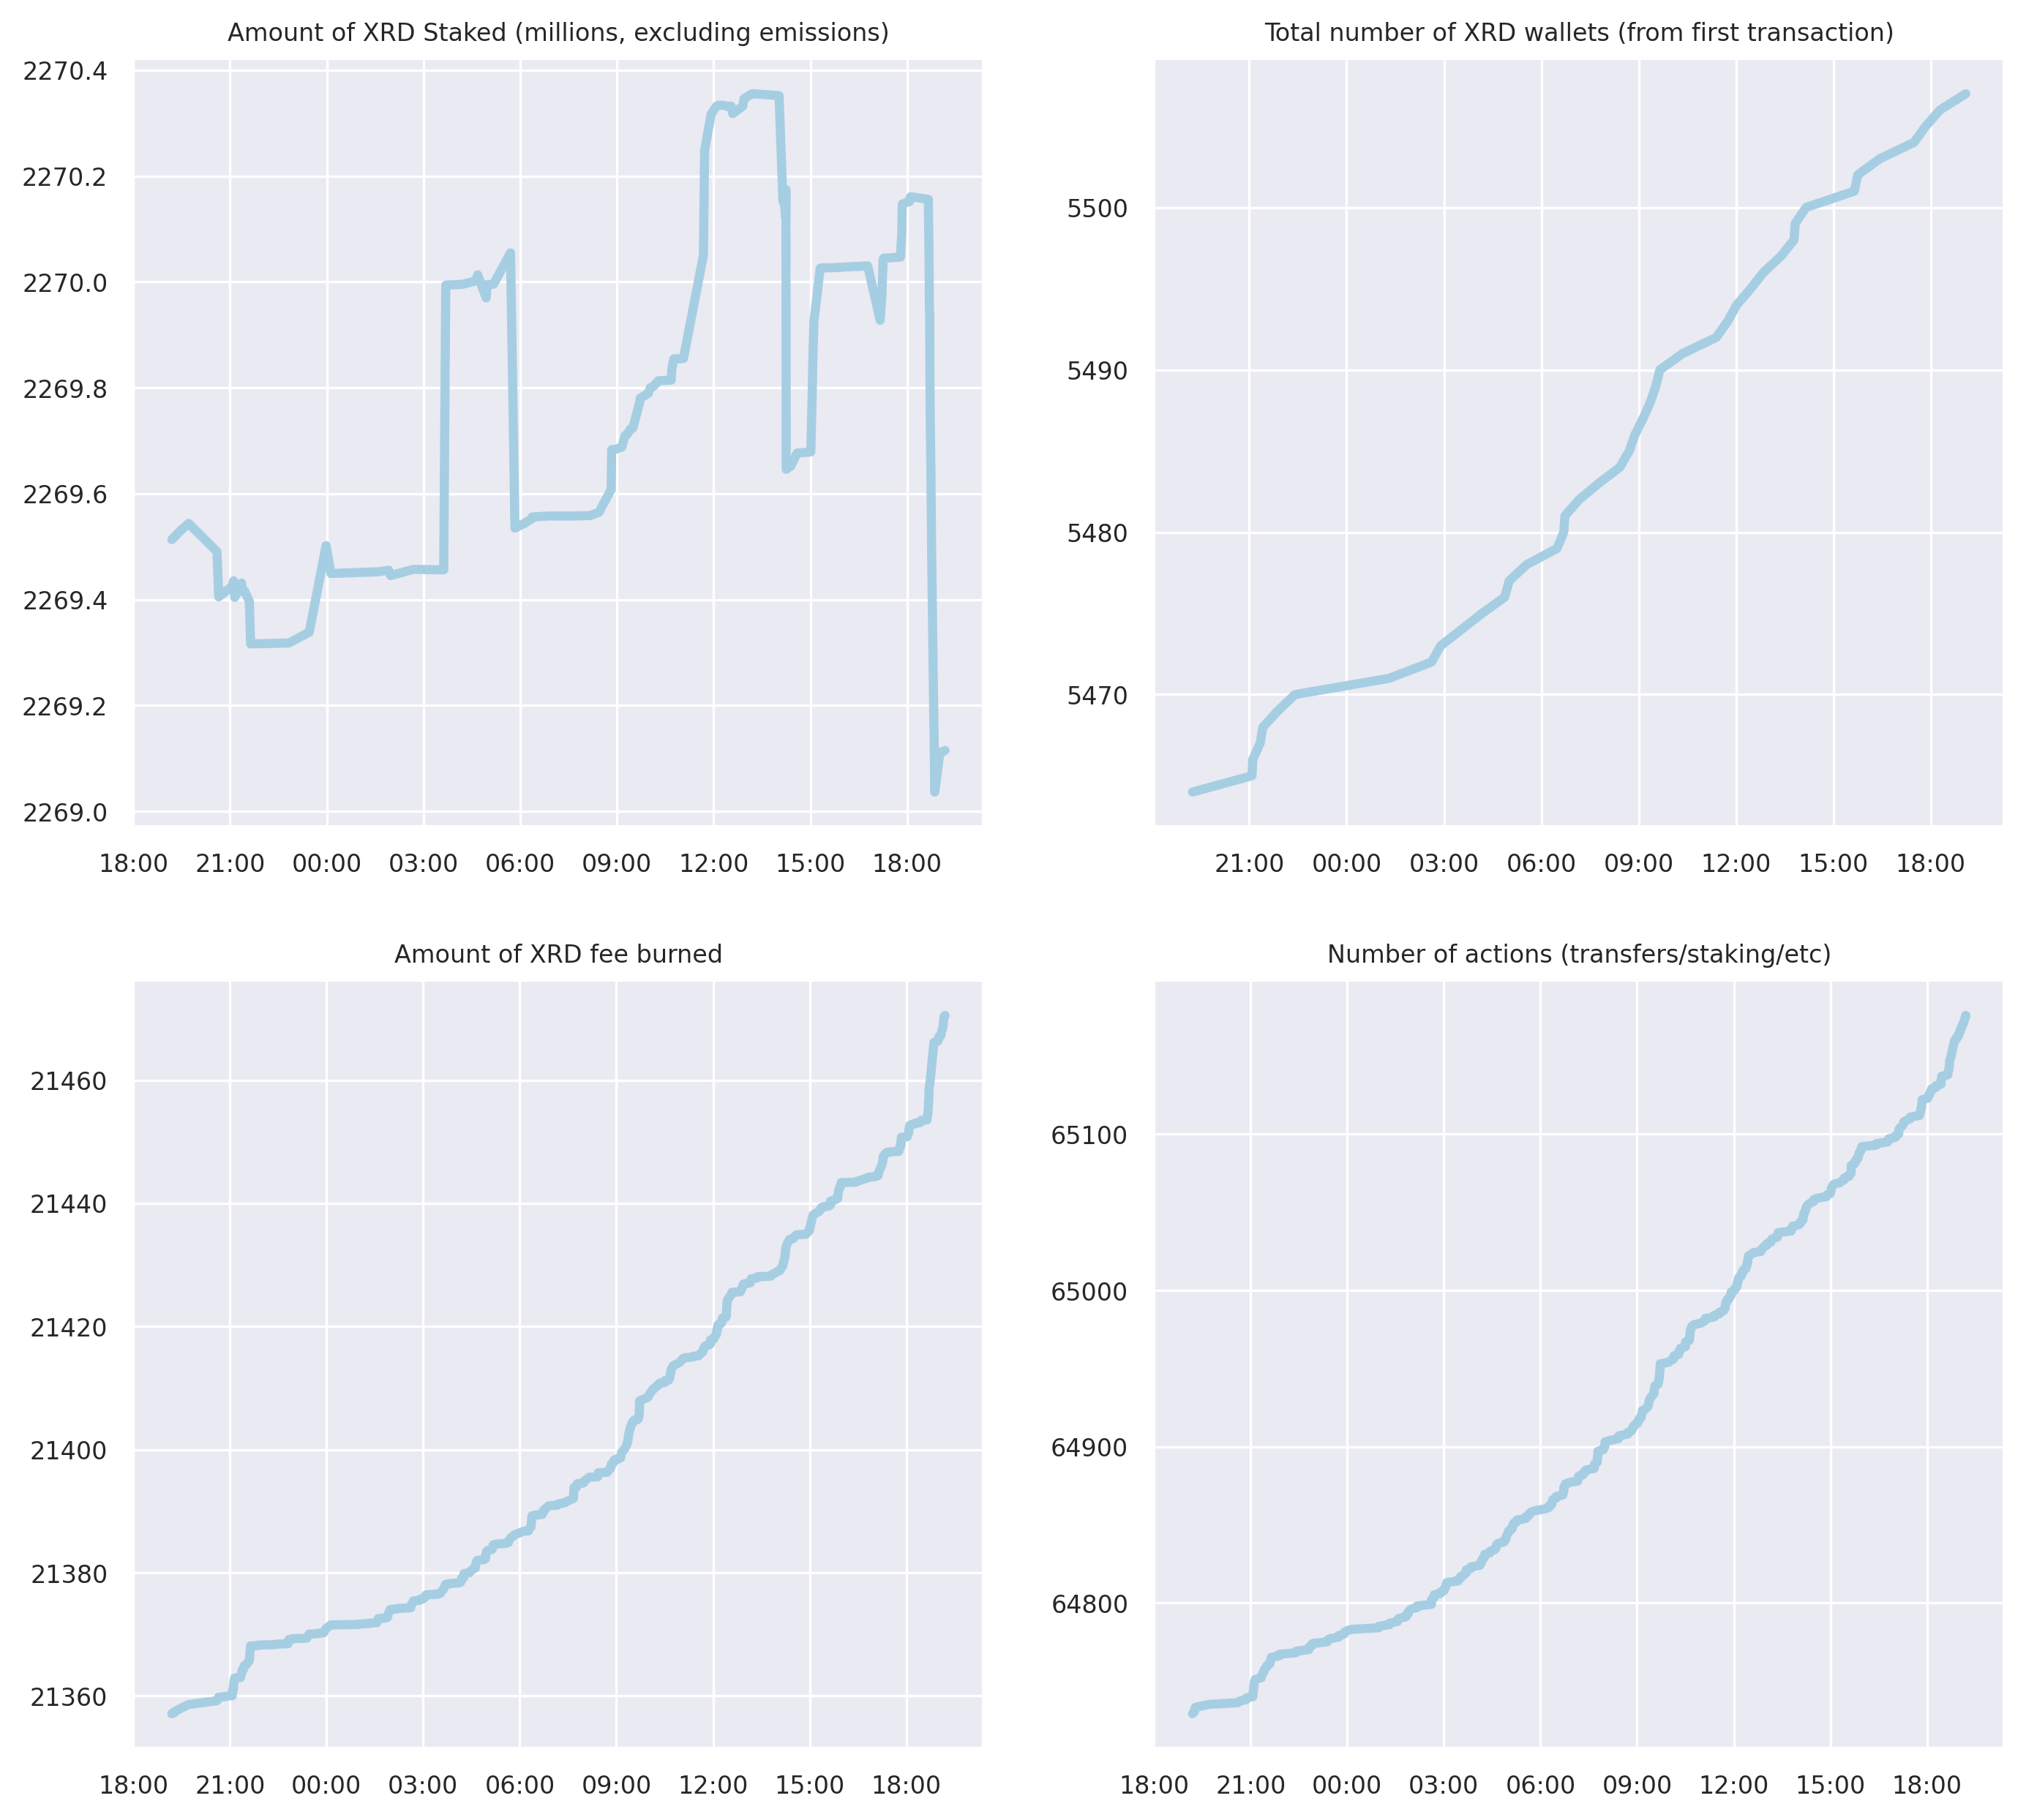 Amount of XRD Staked (millions, excluding emissions)
2270.4
2270.2
2270.0
2269.8
2269.6
2269.4
2269.2
2269.0
18:00 21:00 00:00 03:00 06:00 09:00 12:00 15:00 18:00
Total number of XRD wallets (from first transaction)
5500
5490
5480
5470
21:00 00:00 03:00 06:00 09:00 12:00 15:00 18:00
Amount of XRD fee burned
21460
21440
21420
21400
21380
21360
18:00 21:00 00:00 03:00 06:00 09:00 12:00 15:00 18:00
Number of actions (transfers/staking/etc)
65100
65000
64900
64800
18:00 21:00 00:00 03:00 06:00 09:00 12:00 15:00 18:00